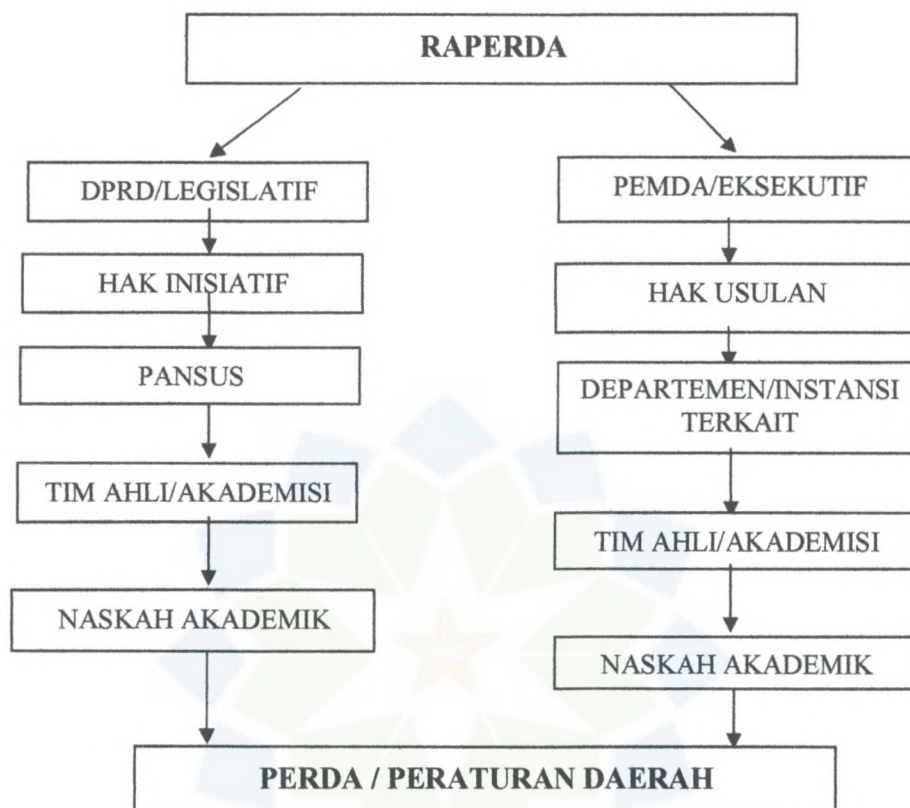 RAPERDA
DPRD/LEGISLATIF
HAK INISIATIF
PANSUS
TIM AHLI/AKADEMISI
NASKAH AKADEMIK
PEMDA/EKSEKUTIF
HAK USULAN
DEPARTEMEN/INSTANSI
TERKAIT
TIM AHLI/AKADEMISI
NASKAH AKADEMIK
PERDA / PERATURAN DAERAH